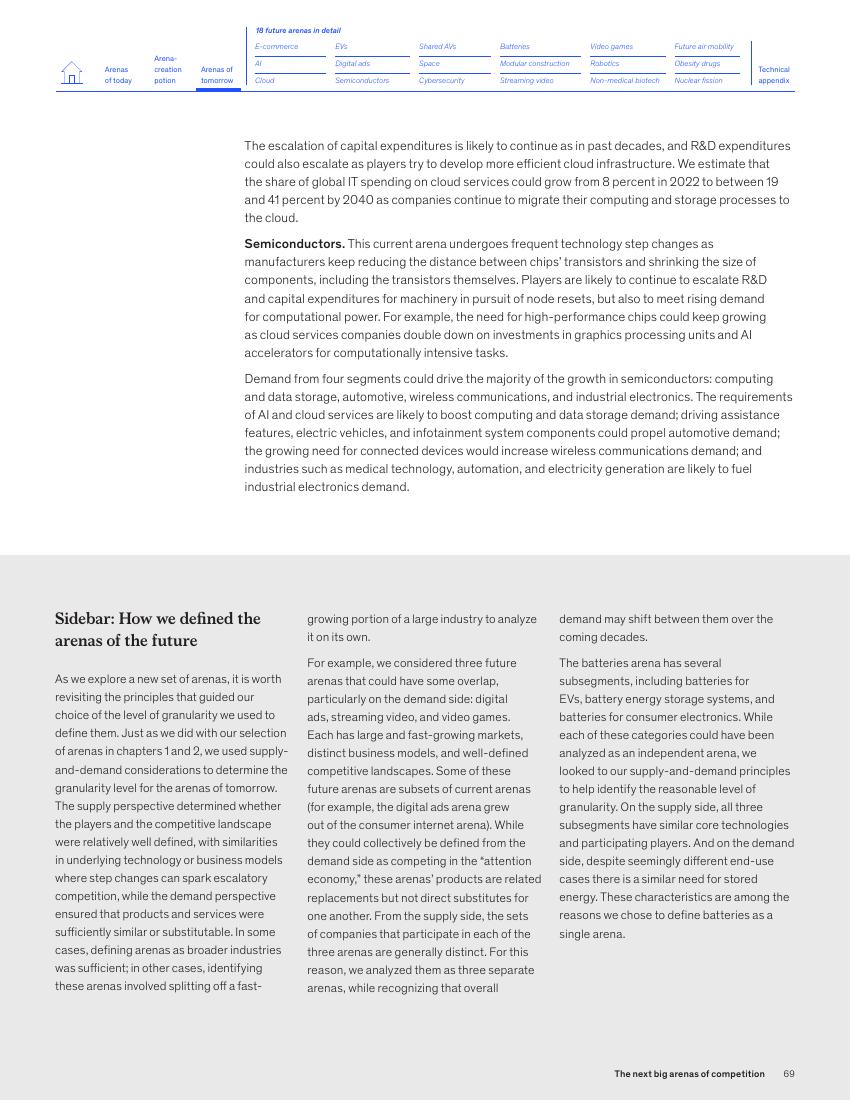 18 future arenas in detail
E-commerce
EVs
Shared AVs
Batteries
Video games
Future air mobility
Arenas of today
Arena-creation potion
Arenas of tomorrow
AI
Digital ads
Space
Modular construction
Robotics
Obesity drugs
Technical appendix
Cloud
Semiconductors
Cybersecurity
Streaming video
Non-medical biotech
Nuclear fission
The escalation of capital expenditures is likely to continue as in past decades, and R&D expenditures
could also escalate as players try to develop more efficient cloud infrastructure. We estimate that
the share of global IT spending on cloud services could grow from 8 percent in 2022 to between 19
and 41 percent by 2040 as companies continue to migrate their computing and storage processes to
the cloud.
Semiconductors. This current arena undergoes frequent technology step changes as
manufacturers keep reducing the distance between chips’ transistors and shrinking the size of
components, including the transistors themselves. Players are likely to continue to escalate R&D
and capital expenditures for machinery in pursuit of node resets, but also to meet rising demand
for computational power. For example, the need for high-performance chips could keep growing
as cloud services companies double down on investments in graphics processing units and AI
accelerators for computationally intensive tasks.
Demand from four segments could drive the majority of the growth in semiconductors: computing
and data storage, automotive, wireless communications, and industrial electronics. The requirements
of AI and cloud services are likely to boost computing and data storage demand; driving assistance
features, electric vehicles, and infotainment system components could propel automotive demand;
the growing need for connected devices would increase wireless communications demand; and
industries such as medical technology, automation, and electricity generation are likely to fuel
industrial electronics demand.
Sidebar: How we defined the
arenas of the future
As we explore a new set of arenas, it is worth
revisiting the principles that guided our
choice of the level of granularity we used to
define them. Just as we did with our selection
of arenas in chapters 1 and 2, we used supply-
and-demand considerations to determine the
granularity level for the arenas of tomorrow.
The supply perspective determined whether
the players and the competitive landscape
were relatively well defined, with similarities
in underlying technology or business models
where step changes can spark escalatory
competition, while the demand perspective
ensured that products and services were
sufficiently similar or substitutable. In some
cases, defining arenas as broader industries
was sufficient; in other cases, identifying
these arenas involved splitting off a fast-
growing portion of a large industry to analyze
it on its own.
For example, we considered three future
arenas that could have some overlap,
particularly on the demand side: digital
ads, streaming video, and video games.
Each has large and fast-growing markets,
distinct business models, and well-defined
competitive landscapes. Some of these
future arenas are subsets of current arenas
(for example, the digital ads arena grew
out of the consumer internet arena). While
they could collectively be defined from the
demand side as competing in the “attention
economy,” these arenas’ products are related
replacements but not direct substitutes for
one another. From the supply side, the sets
of companies that participate in each of the
three arenas are generally distinct. For this
reason, we analyzed them as three separate
arenas, while recognizing that overall
demand may shift between them over the
coming decades.
The batteries arena has several
subsegments, including batteries for
EVs, battery energy storage systems, and
batteries for consumer electronics. While
each of these categories could have been
analyzed as an independent arena, we
looked to our supply-and-demand principles
to help identify the reasonable level of
granularity. On the supply side, all three
subsegments have similar core technologies
and participating players. And on the demand
side, despite seemingly different end-use
cases there is a similar need for stored
energy. These characteristics are among the
reasons we chose to define batteries as a
single arena.
The next big arenas of competition 69